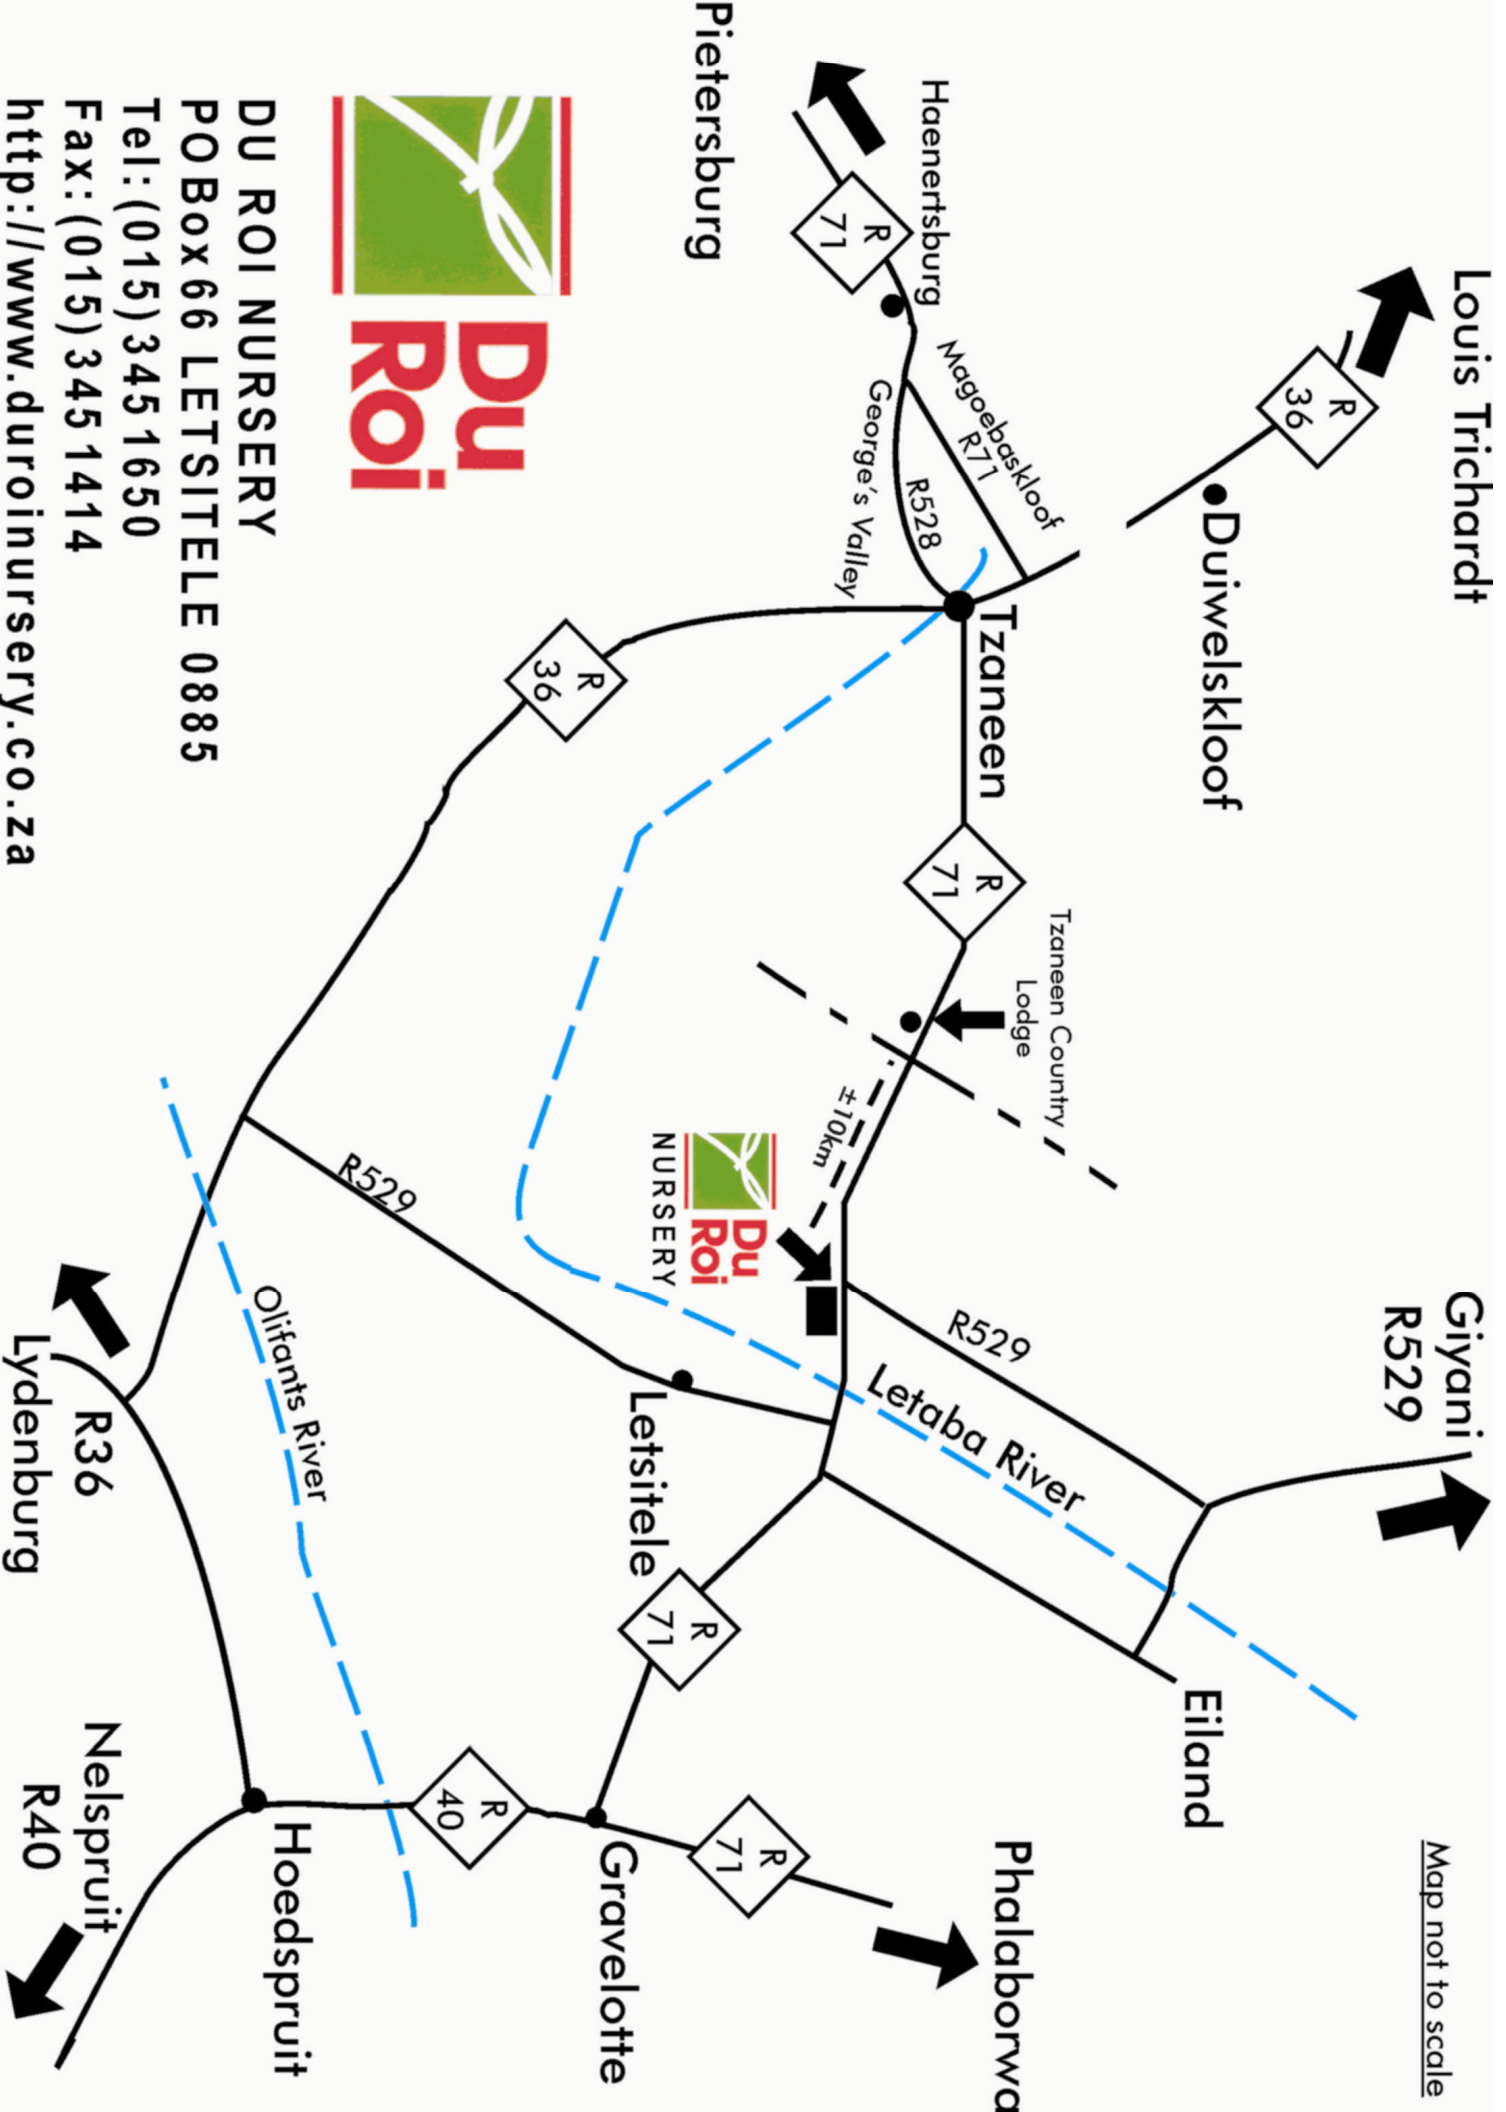 Louis Trichardt
Giyani
R529
Map not to scale
R
36
Duiwelskloof
Eiland
Phalaborwa
Haenertsburg
Magoebaskloof
R71
Tzaneen
Tzaneen Country
Lodge
R529
Letaba River
Pietersburg
R
71
R528
George's Valley
R
71
±10km
Du
Roi
NURSERY
Letsitele
R
71
R
71
Gravelotte
R
36
R529
Du
Roi
R
40
Olifants River
Hoedspruit
DU ROI NURSERY
PO Box 66 LETSITELE 0885
Tel: (015) 345 1650
Fax: (015) 345 1414
http://www.duroinursery.co.za
R36
Lydenburg
Nelspruit
R40